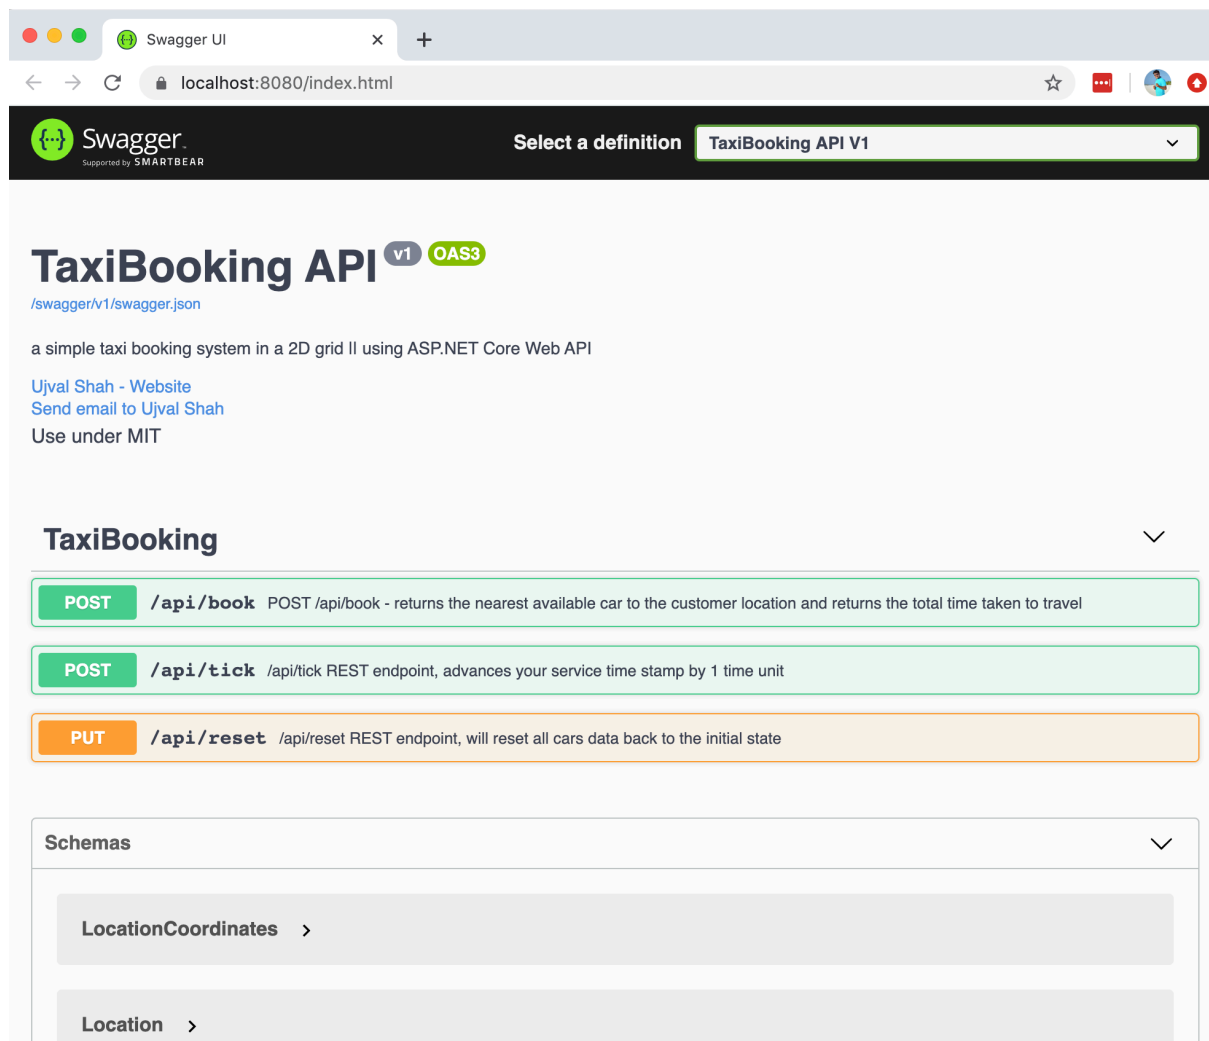 Swagger UI
localhost:8080/index.html
Swagger
Supported by SMARTBEAR
Select a definition
TaxiBooking API V1
TaxiBooking API v1 OAS3
/swagger/v1/swagger.json
a simple taxi booking system in a 2D grid II using ASP.NET Core Web API
Ujval Shah - Website
Send email to Ujval Shah
Use under MIT
TaxiBooking
POST /api/book POST /api/book - returns the nearest available car to the customer location and returns the total time taken to travel
POST /api/tick /api/tick REST endpoint, advances your service time stamp by 1 time unit
PUT /api/reset /api/reset REST endpoint, will reset all cars data back to the initial state
Schemas
LocationCoordinates
Location